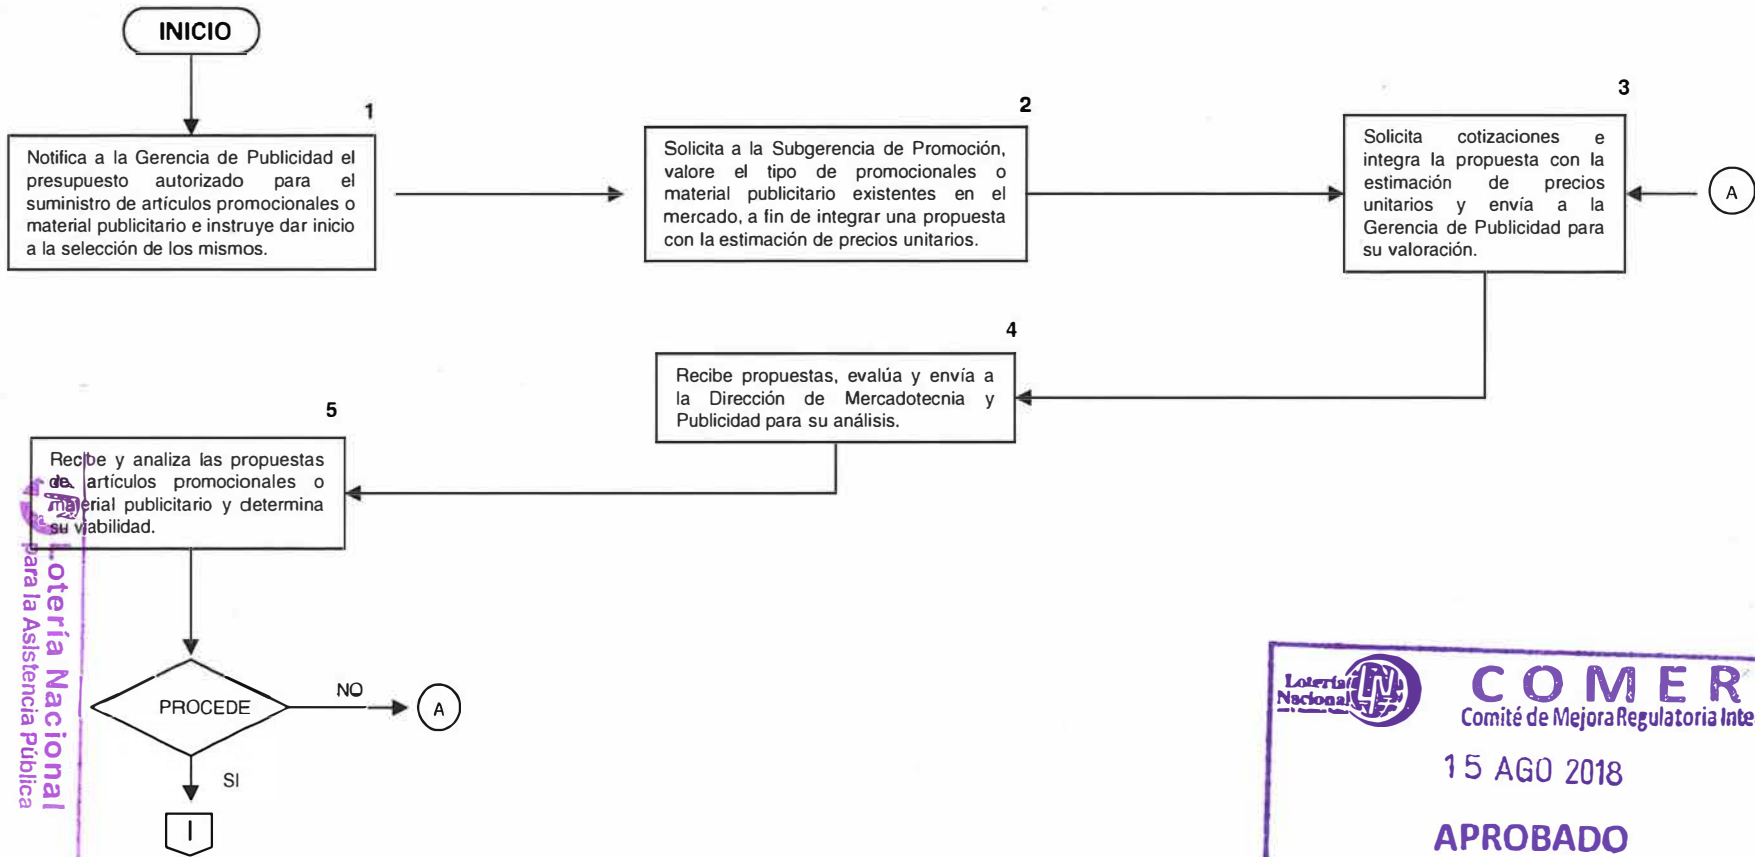 INICIO
1
Notifica a la Gerencia de Publicidad el
presupuesto autorizado para el
suministro de artículos promocionales o
material publicitario e instruye dar inicio
a la selección de los mismos.
2
Solicita a la Subgerencia de Promoción,
valore el tipo de promocionales o
material publicitario existentes en el
mercado, a fin de integrar una propuesta
con la estimación de precios unitarios.
3
Solicita cotizaciones e
integra la propuesta con la
estimación de precios
unitarios y envía a la
Gerencia de Publicidad para
su valoración.
A
4
Recibe propuestas, evalúa y envía a
la Dirección de Mercadotecnia y
Publicidad para su análisis.
5
Recibe y analiza las propuestas
de artículos promocionales o
material publicitario y determina
su viabilidad.
PROCEDE
NO
A
SI
I
Lotería Nacional
para la Asistencia Pública
Lotería
Nacional
COMER
Comité de Mejora Regulatoria Inte
15 AGO 2018
APROBADO